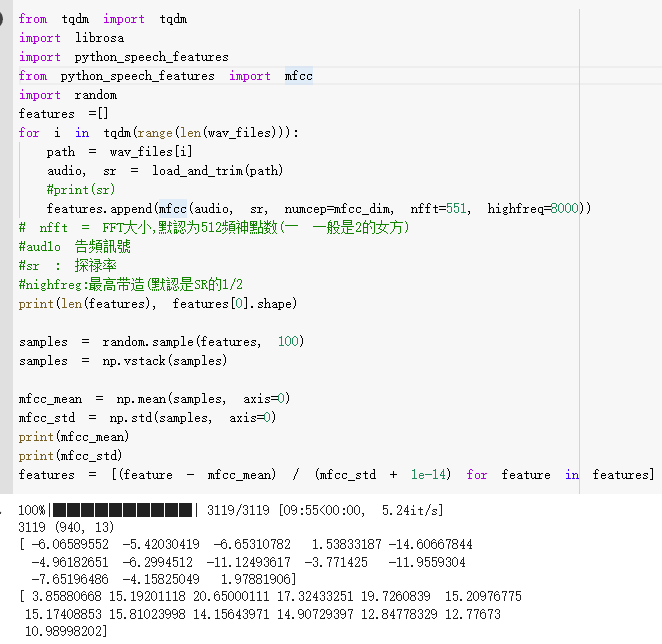 from tqdm import tqdm
import librosa
import python_speech_features
from python_speech_features import mfcc
import random
features =[]
for i in tqdm(range(len(wav_files))):
    path = wav_files[i]
    audio, sr = load_and_trim(path)
    #print(sr)
    features.append(mfcc(audio, sr, numcep=mfcc_dim, nfft=551, highfreq=8000))
# nfft = FFT大小,默認为512頻神點数(一 一般是2的女方)
#aud1o 告頻訊號
#sr : 探禄率
#nighfreg:最高带造(默認是SR的1/2
print(len(features), features[0].shape)
samples = random.sample(features, 100)
samples = np.vstack(samples)
mfcc_mean = np.mean(samples, axis=0)
mfcc_std = np.std(samples, axis=0)
print(mfcc_mean)
print(mfcc_std)
features = [(feature - mfcc_mean) / (mfcc_std + 1e-14) for feature in features]
100%|██████████| 3119/3119 [09:55<00:00, 5.24it/s]
3119 (940, 13)
[ -6.06589552 -5.42030419 -6.65310782 1.53833187 -14.60667844
-4.96182651 -6.2994512 -11.12493617 -3.771425 -11.9559304
-7.65196486 -4.15825049 1.97881906]
[ 3.85880668 15.19201118 20.65000111 17.32433251 19.7260839 15.20976775
15.17408853 15.81023998 14.15643971 14.90729397 12.84778329 12.77673
10.98998202]